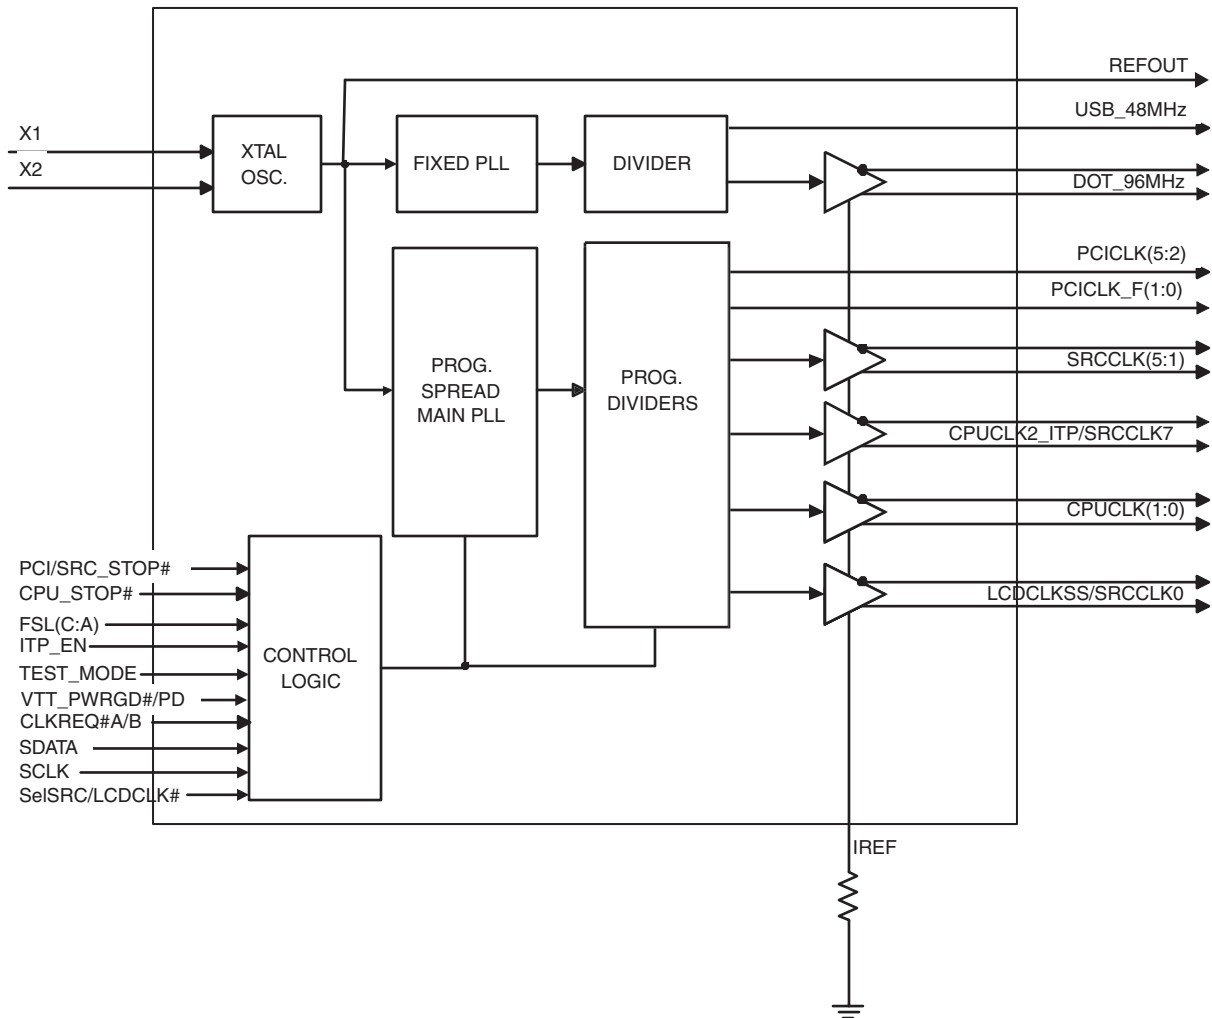 REFOUT
USB_48MHz
X1
X2
XTAL
OSC.
FIXED PLL
DIVIDER
DOT_96MHz
PCICLK(5:2)
PCICLK_F(1:0)
PROG.
SPREAD
MAIN PLL
PROG.
DIVIDERS
SRCCLK(5:1)
CPUCLK2_ITP/SRCCLK7
CPUCLK(1:0)
LCDCLKSS/SRCCLK0
PCI/SRC_STOP#
CPU_STOP#
FSL(C:A)
ITP_EN
TEST_MODE
VTT_PWRGD#/PD
CLKREQ#A/B
SDATA
SCLK
SelSRC/LCDCLK#
CONTROL
LOGIC
IREF